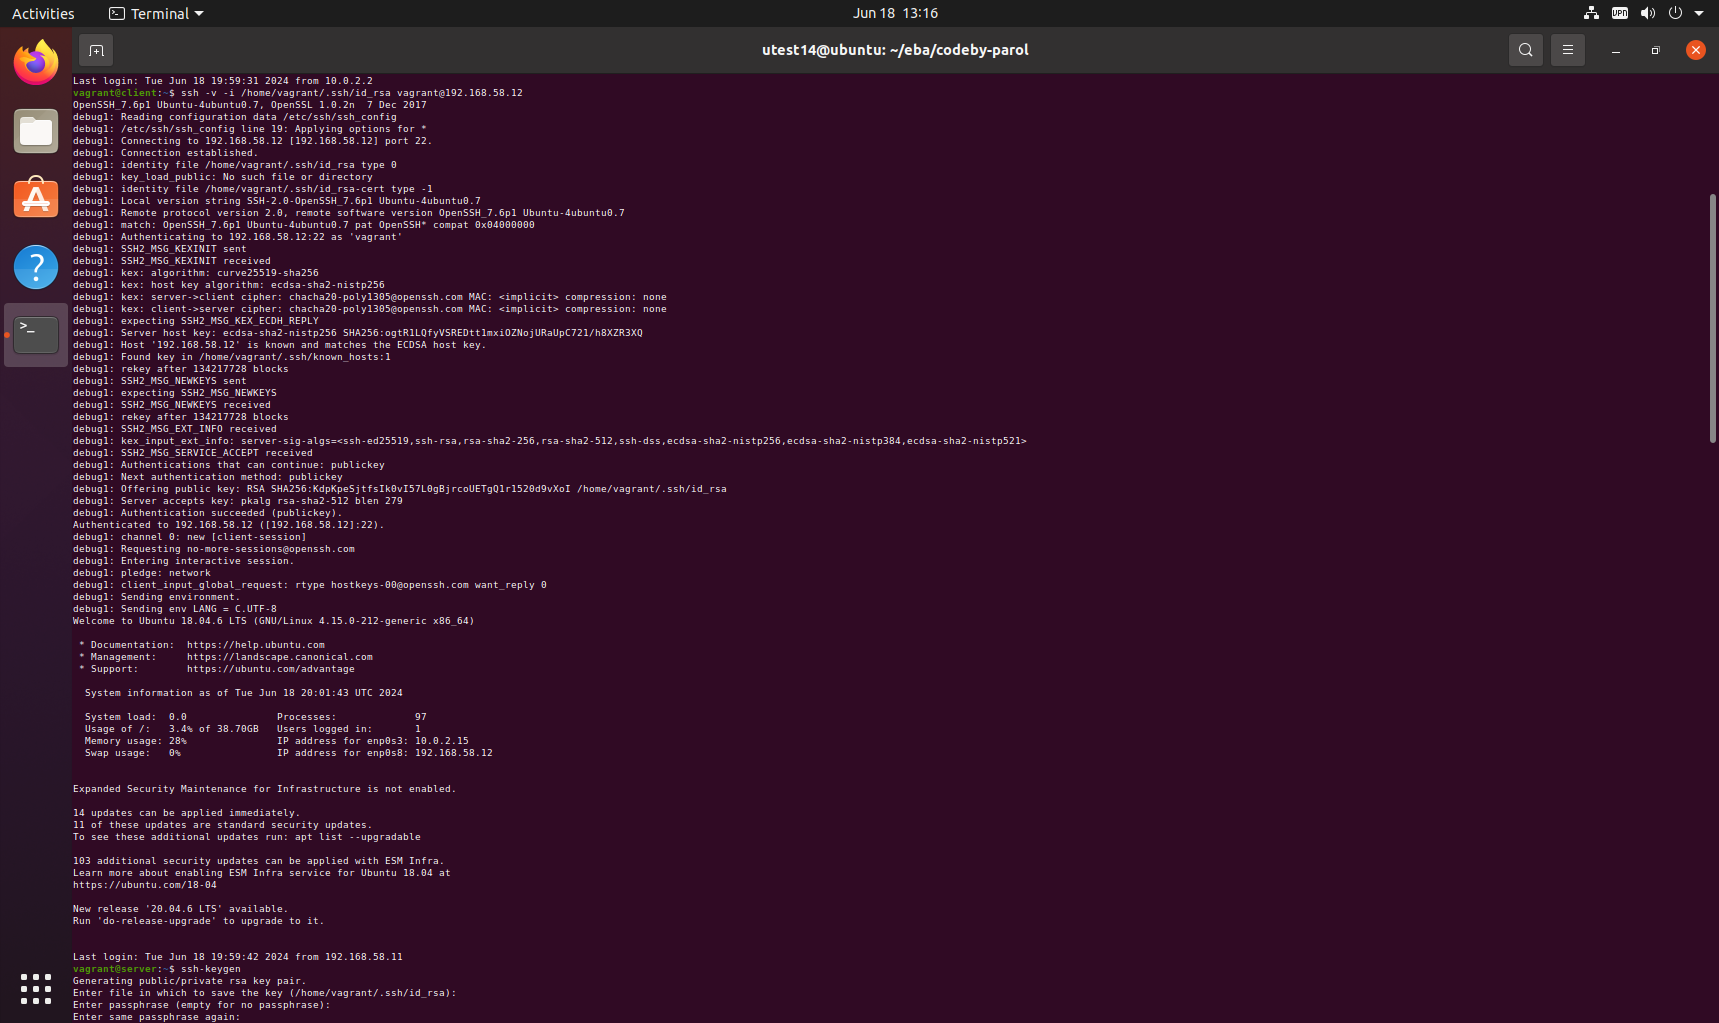 Activities
Terminal
Jun 18 13:16
VPN
utest14@ubuntu: ~/eba/codeby-parol
Last login: Tue Jun 18 19:59:31 2024 from 10.0.2.2
vagrant@client:~$ ssh -v -i /home/vagrant/.ssh/id_rsa vagrant@192.168.58.12
OpenSSH_7.6p1 Ubuntu-4ubuntu0.7, OpenSSL 1.0.2n  7 Dec 2017
debug1: Reading configuration data /etc/ssh/ssh_config
debug1: /etc/ssh/ssh_config line 19: Applying options for *
debug1: Connecting to 192.168.58.12 [192.168.58.12] port 22.
debug1: Connection established.
debug1: identity file /home/vagrant/.ssh/id_rsa type 0
debug1: key_load_public: No such file or directory
debug1: identity file /home/vagrant/.ssh/id_rsa-cert type -1
debug1: Local version string SSH-2.0-OpenSSH_7.6p1 Ubuntu-4ubuntu0.7
debug1: Remote protocol version 2.0, remote software version OpenSSH_7.6p1 Ubuntu-4ubuntu0.7
debug1: match: OpenSSH_7.6p1 Ubuntu-4ubuntu0.7 pat OpenSSH* compat 0x04000000
debug1: Authenticating to 192.168.58.12:22 as 'vagrant'
debug1: SSH2_MSG_KEXINIT sent
debug1: SSH2_MSG_KEXINIT received
debug1: kex: algorithm: curve25519-sha256
debug1: kex: host key algorithm: ecdsa-sha2-nistp256
debug1: kex: server->client cipher: chacha20-poly1305@openssh.com MAC: <implicit> compression: none
debug1: kex: client->server cipher: chacha20-poly1305@openssh.com MAC: <implicit> compression: none
debug1: expecting SSH2_MSG_KEX_ECDH_REPLY
debug1: Server host key: ecdsa-sha2-nistp256 SHA256:ogtR1LQfyVSREDtt1mxiOZNojURaUpC721/h8XZR3XQ
debug1: Host '192.168.58.12' is known and matches the ECDSA host key.
debug1: Found key in /home/vagrant/.ssh/known_hosts:1
debug1: rekey after 134217728 blocks
debug1: SSH2_MSG_NEWKEYS sent
debug1: expecting SSH2_MSG_NEWKEYS
debug1: SSH2_MSG_NEWKEYS received
debug1: rekey after 134217728 blocks
debug1: SSH2_MSG_EXT_INFO received
debug1: kex_input_ext_info: server-sig-algs=<ssh-ed25519,ssh-rsa,rsa-sha2-256,rsa-sha2-512,ssh-dss,ecdsa-sha2-nistp256,ecdsa-sha2-nistp384,ecdsa-sha2-nistp521>
debug1: SSH2_MSG_SERVICE_ACCEPT received
debug1: Authentications that can continue: publickey
debug1: Next authentication method: publickey
debug1: Offering public key: RSA SHA256:KdpKpeSjtfsIk0vI57L0gBjrcoUETgQ1r1520d9vXoI /home/vagrant/.ssh/id_rsa
debug1: Server accepts key: pkalg rsa-sha2-512 blen 279
debug1: Authentication succeeded (publickey).
Authenticated to 192.168.58.12 ([192.168.58.12]:22).
debug1: channel 0: new [client-session]
debug1: Requesting no-more-sessions@openssh.com
debug1: Entering interactive session.
debug1: pledge: network
debug1: client_input_global_request: rtype hostkeys-00@openssh.com want_reply 0
debug1: Sending environment.
debug1: Sending env LANG = C.UTF-8
Welcome to Ubuntu 18.04.6 LTS (GNU/Linux 4.15.0-212-generic x86_64)
* Documentation:  https://help.ubuntu.com
* Management:     https://landscape.canonical.com
* Support:        https://ubuntu.com/advantage
System information as of Tue Jun 18 20:01:43 UTC 2024
System load:  0.0               Processes:             97
Usage of /:   3.4% of 38.70GB   Users logged in:       1
Memory usage: 28%               IP address for enp0s3: 10.0.2.15
Swap usage:   0%                IP address for enp0s8: 192.168.58.12
Expanded Security Maintenance for Infrastructure is not enabled.
14 updates can be applied immediately.
11 of these updates are standard security updates.
To see these additional updates run: apt list --upgradable
103 additional security updates can be applied with ESM Infra.
Learn more about enabling ESM Infra service for Ubuntu 18.04 at
https://ubuntu.com/18-04
New release '20.04.6 LTS' available.
Run 'do-release-upgrade' to upgrade to it.
Last login: Tue Jun 18 19:59:42 2024 from 192.168.58.11
vagrant@server:~$ ssh-keygen
Generating public/private rsa key pair.
Enter file in which to save the key (/home/vagrant/.ssh/id_rsa):
Enter passphrase (empty for no passphrase):
Enter same passphrase again: